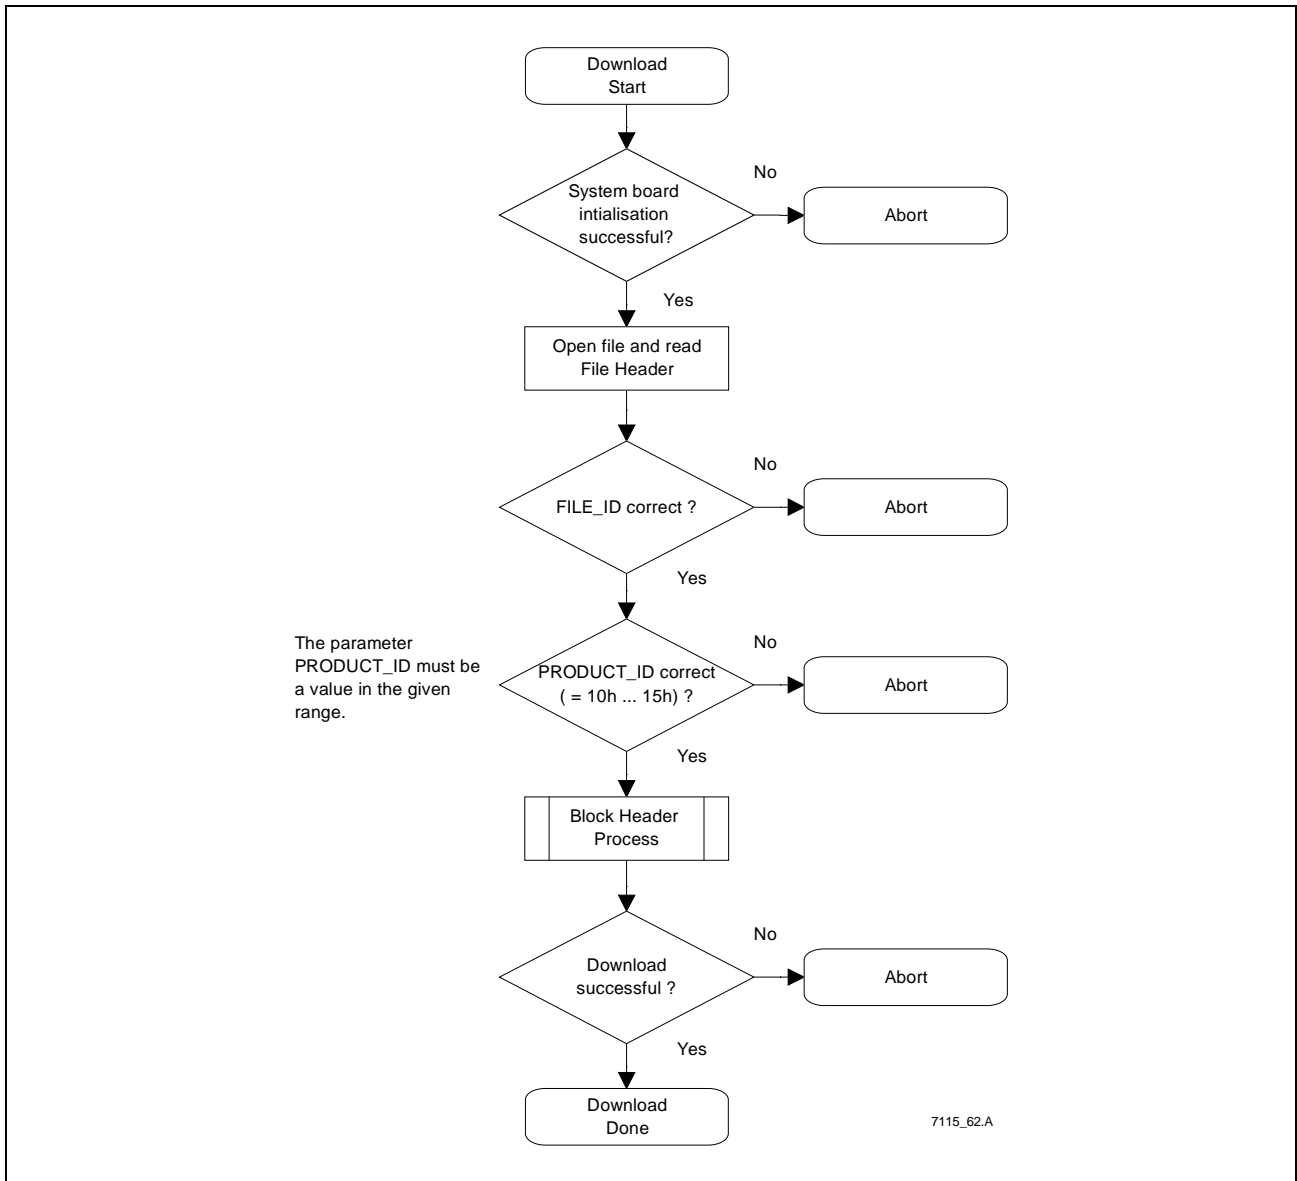 Download
Start
No
System board
intialisation
successful?
Abort
Yes
Open file and read
File Header
No
FILE_ID correct ?
Abort
Yes
The parameter
PRODUCT_ID must be
a value in the given
range.
No
PRODUCT_ID correct
( = 10h ... 15h) ?
Abort
Yes
Block Header
Process
No
Download
successful ?
Abort
Yes
Download
Done
7115_62.A